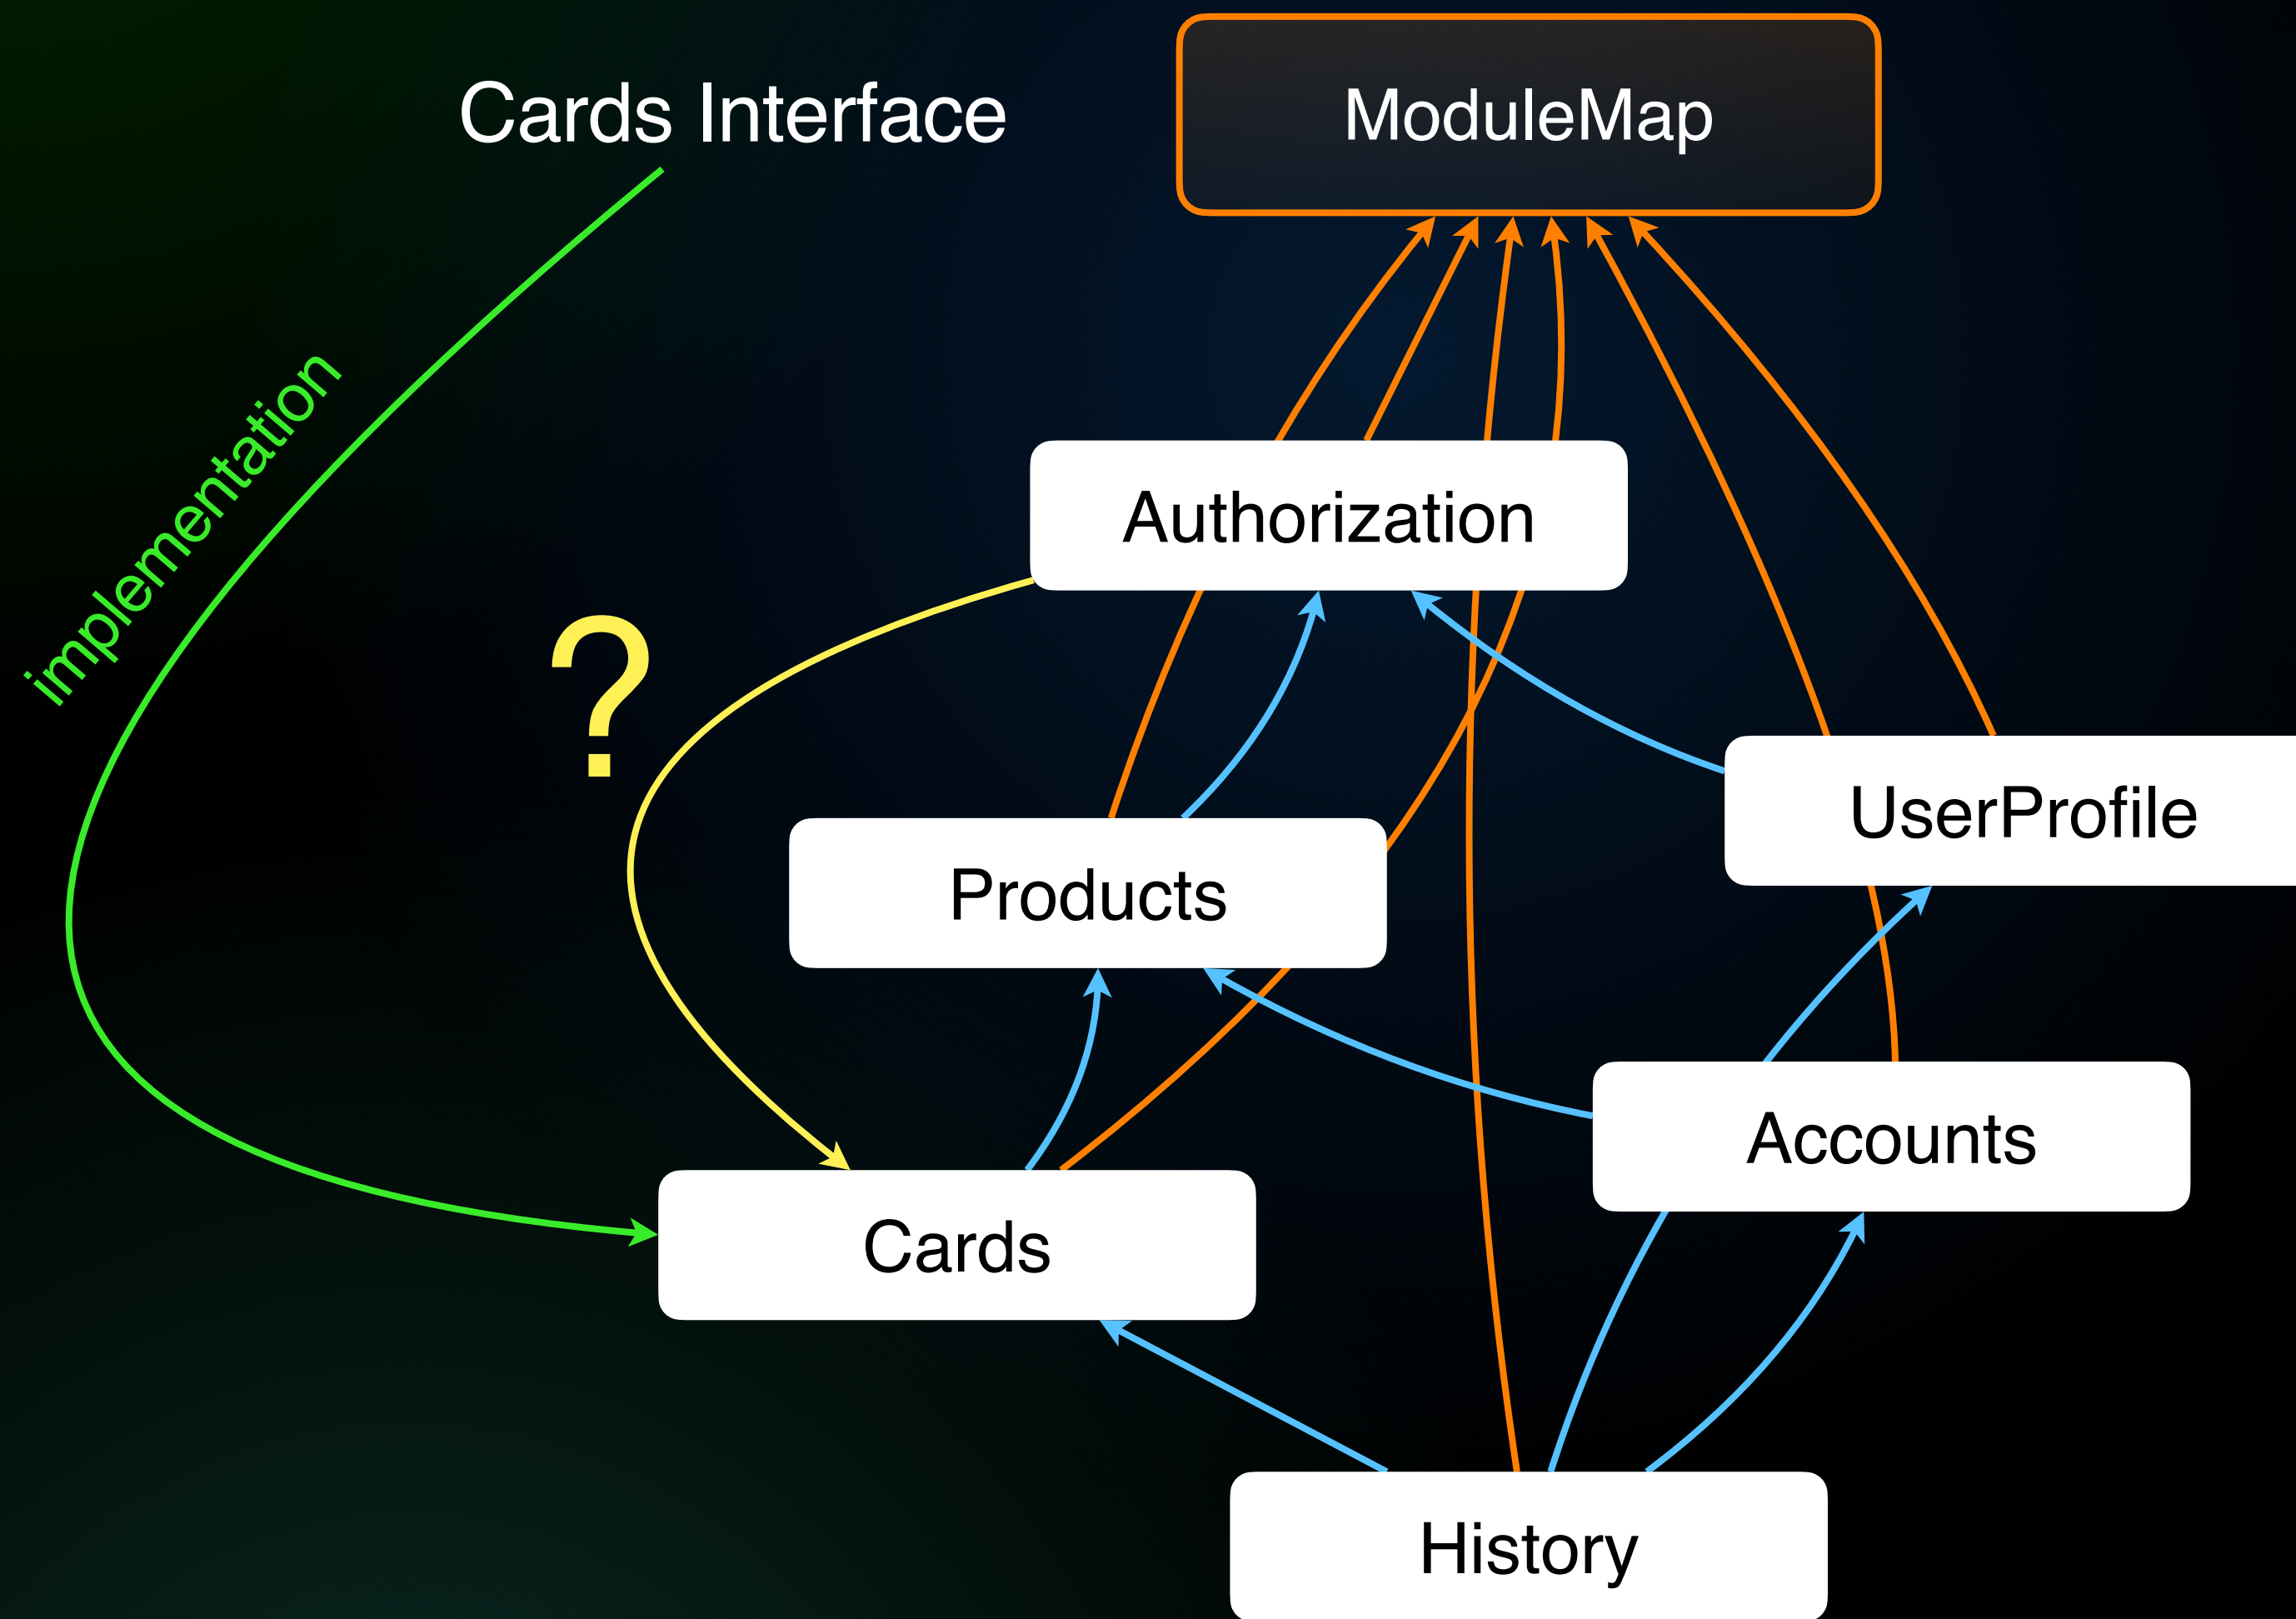 Cards Interface
ModuleMap
implementation
Authorization
?
UserProfile
Products
Accounts
Cards
History